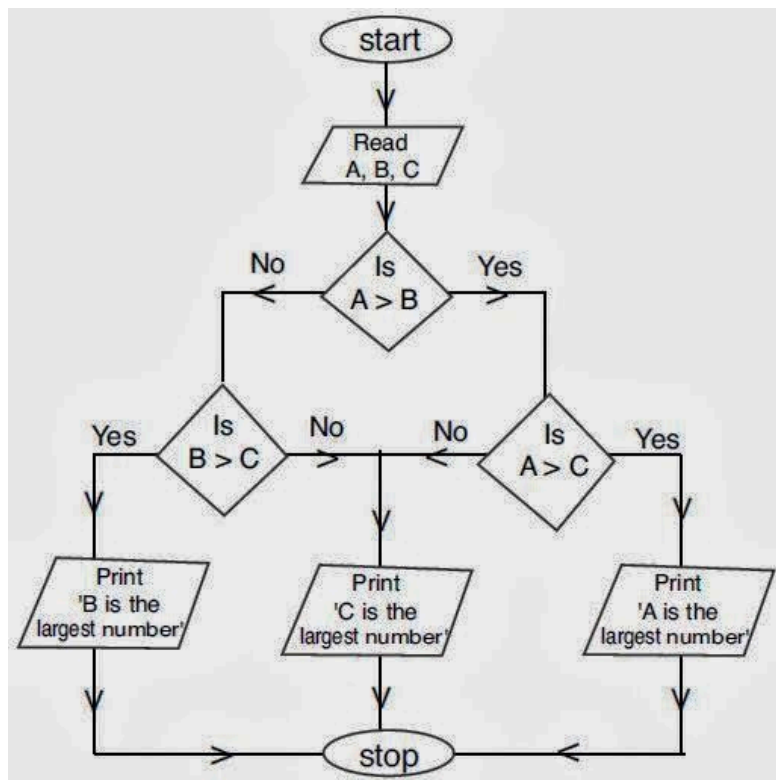 start
Read
A, B, C
Is
A > B
No
Yes
Is
B > C
Yes
No
Is
A > C
No
Yes
Print
'B is the
largest number'
Print
'C is the
largest number'
Print
'A is the
largest number'
stop